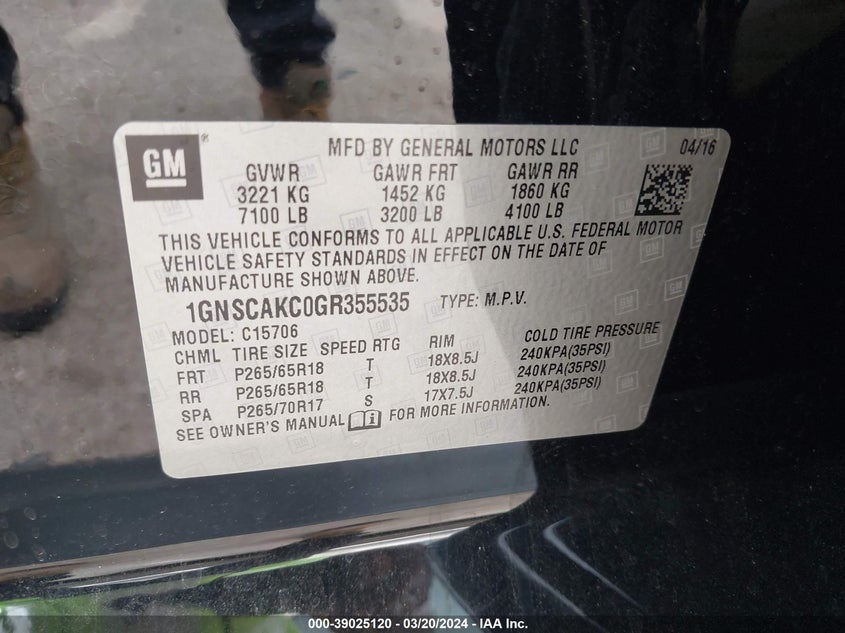 GM
MFD BY GENERAL MOTORS LLC 04/16
GVWR GAWR FRT GAWR RR
3221 KG 1452 KG 1860 KG
7100 LB 3200 LB 4100 LB
THIS VEHICLE CONFORMS TO ALL APPLICABLE U.S. FEDERAL MOTOR
VEHICLE SAFETY STANDARDS IN EFFECT ON THE DATE OF
MANUFACTURE SHOWN ABOVE.
1GNSCAKC0GR355535 TYPE: M.P.V.
MODEL: C15706
CHML TIRE SIZE SPEED RTG RIM COLD TIRE PRESSURE
FRT P265/65R18 T 18X8.5J 240KPA(35PSI)
RR P265/65R18 T 18X8.5J 240KPA(35PSI)
SPA P265/70R17 S 17X7.5J 240KPA(35PSI)
SEE OWNER'S MANUAL FOR MORE INFORMATION.
000-39025120 - 03/20/2024 - IAA Inc.